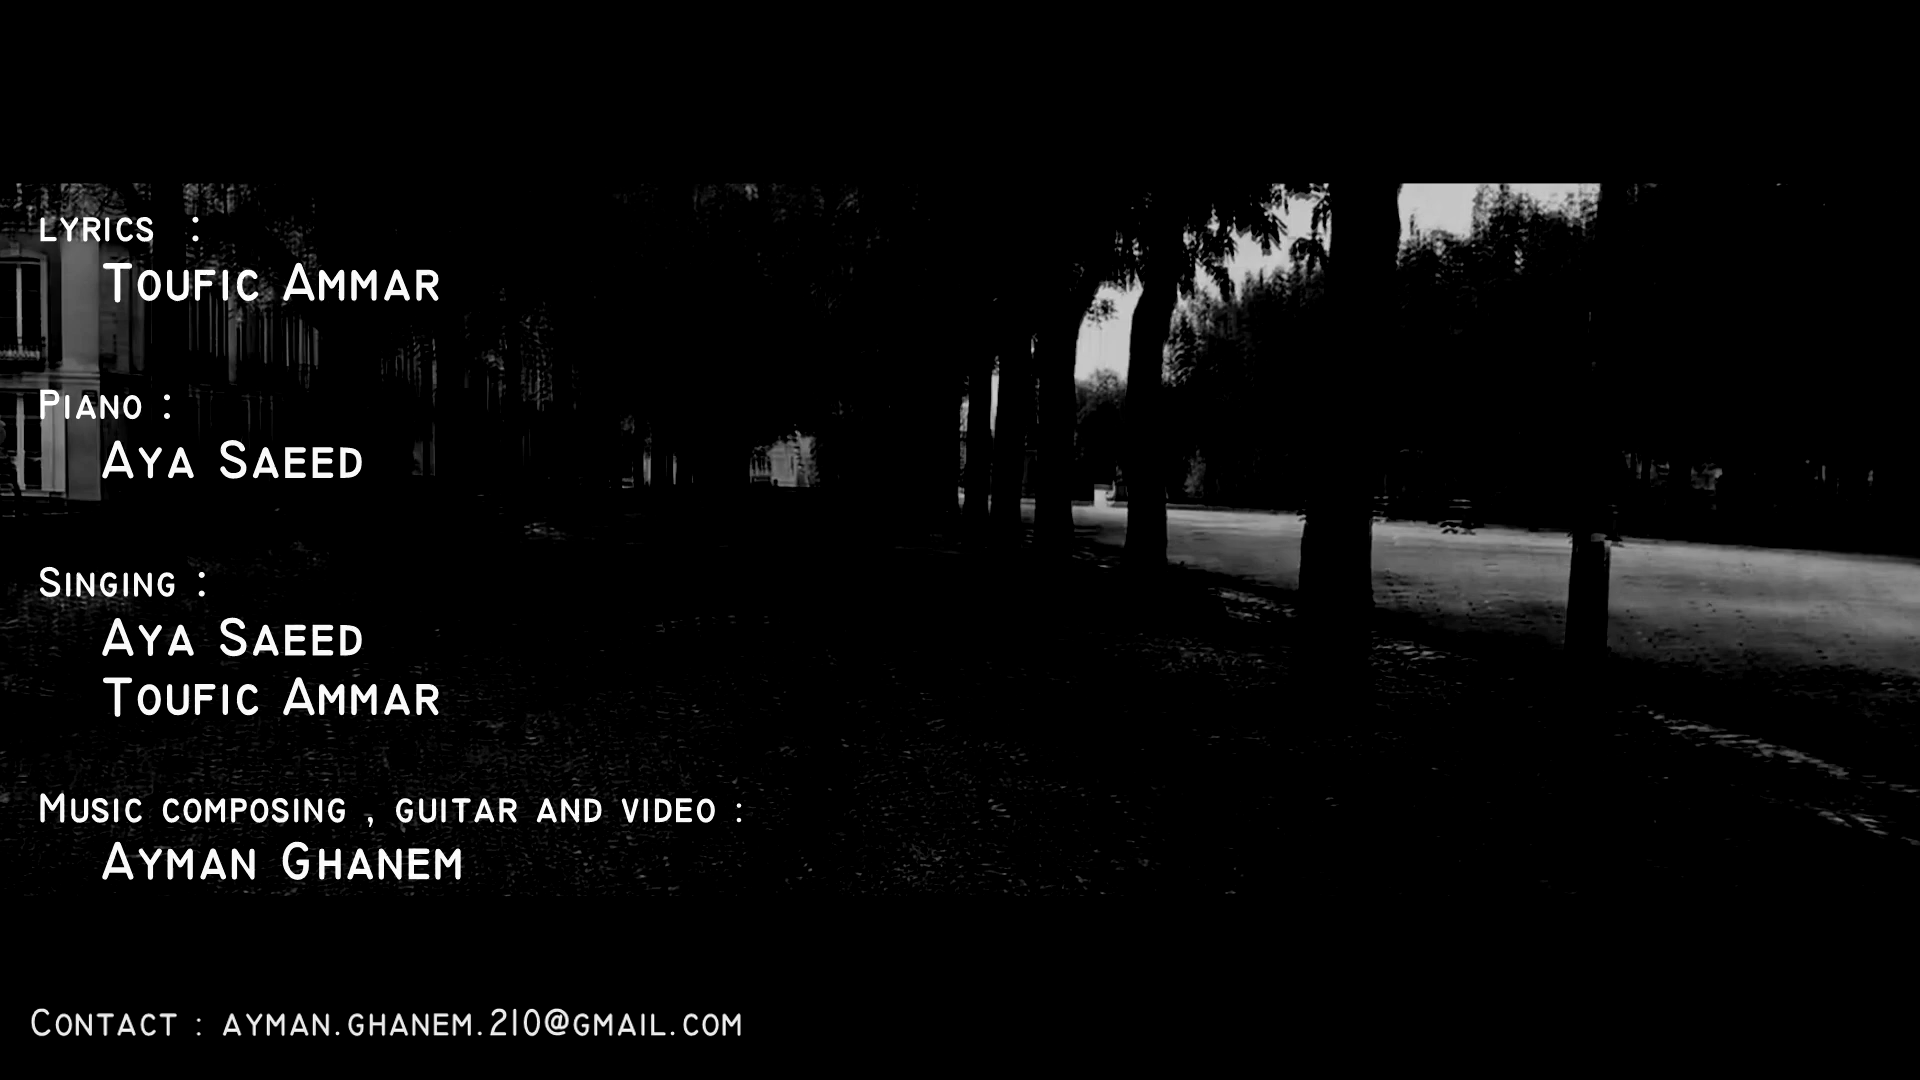 Lyrics :
Toufic Ammar
Piano :
Aya Saeed
Singing :
Aya Saeed
Toufic Ammar
Music composing , guitar and video :
Ayman Ghanem
Contact : ayman.ghanem.210@gmail.com